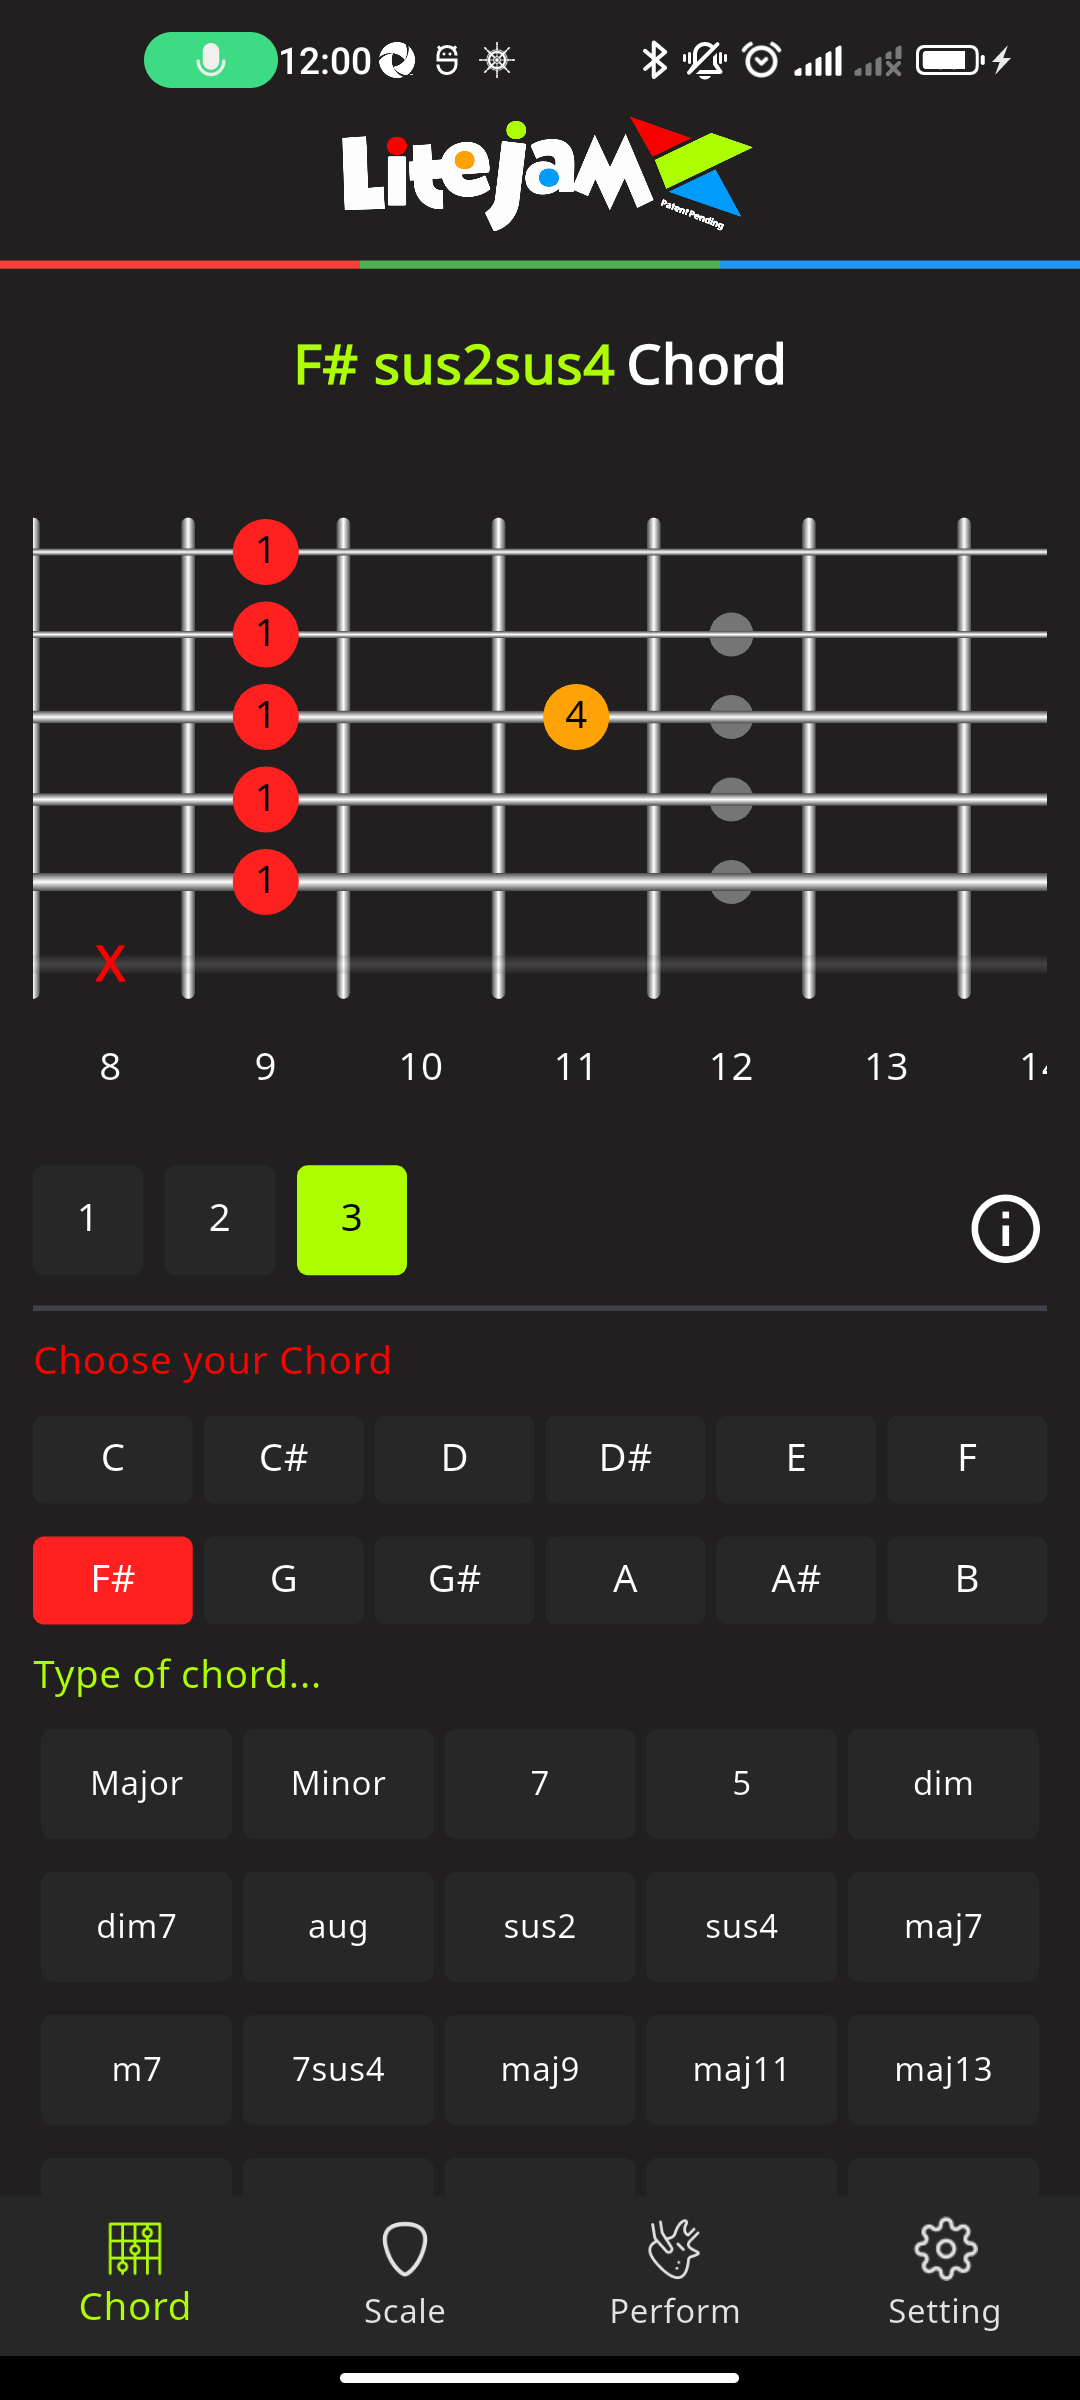 12:00
Litejam
Patent Pending
F# sus2sus4 Chord
1
1
1 4
1
1
X
8 9 10 11 12 13 14
1 2 3
Choose your Chord
C C# D D# E F
F# G G# A A# B
Type of chord...
Major Minor 7 5 dim
dim7 aug sus2 sus4 maj7
m7 7sus4 maj9 maj11 maj13
Chord Scale Perform Setting